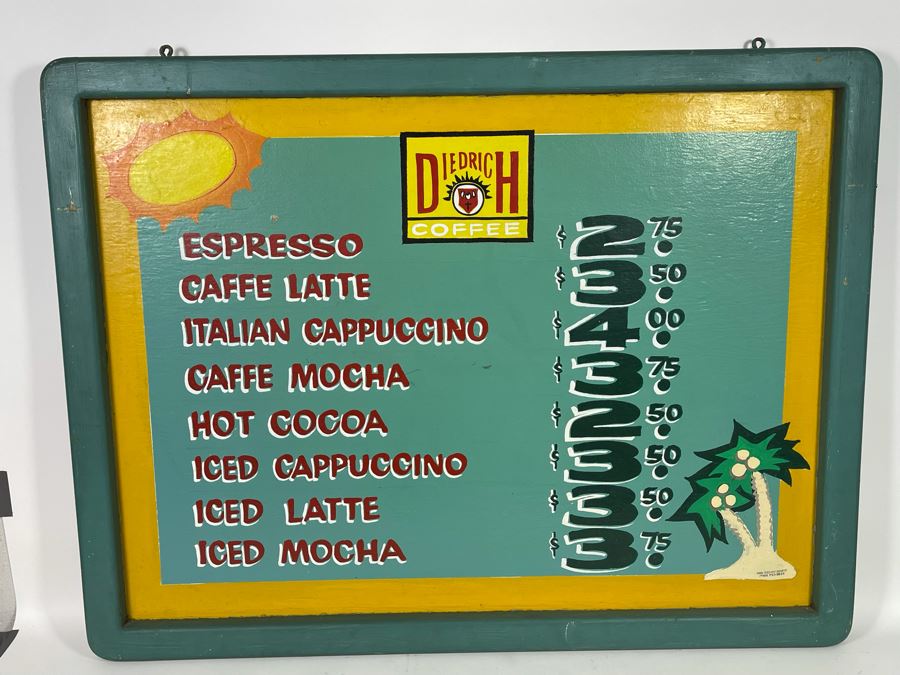 DIEDRICH
COFFEE
ESPRESSO $2.75
CAFFE LATTE $3.50
ITALIAN CAPPUCCINO $4.00
CAFFE MOCHA $3.75
HOT COCOA $2.50
ICED CAPPUCCINO $3.50
ICED LATTE $3.50
ICED MOCHA $3.75